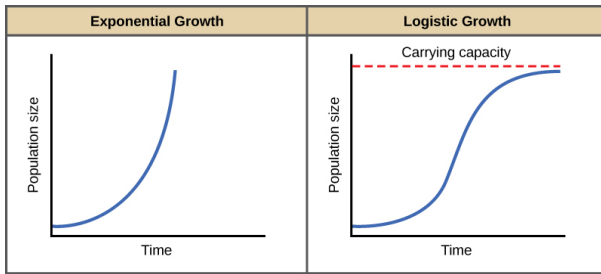 Exponential Growth
Population size
Time
Logistic Growth
Carrying capacity
Population size
Time